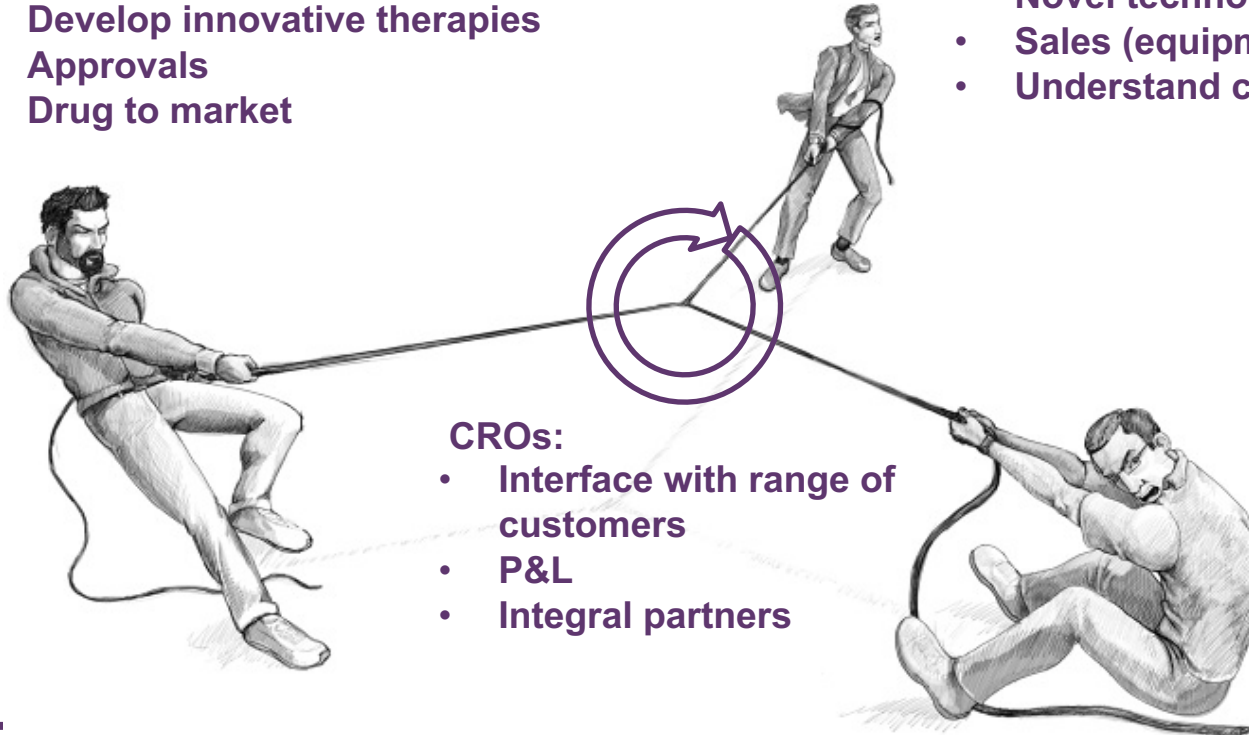 Develop innovative therapies
Approvals
Drug to market
• Sales (equipm
• Understand c
CROs:
• Interface with range of
customers
• P&L
• Integral partners